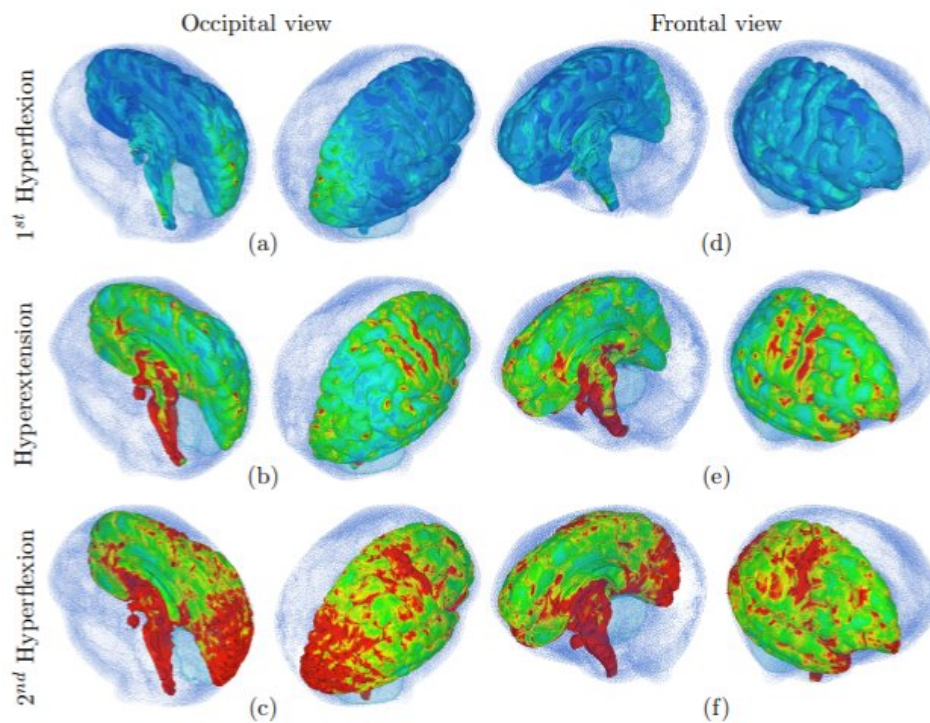 Occipital view
Frontal view
1st Hyperflexion
(a)
(d)
Hyperextension
(b)
(e)
2nd Hyperflexion
(c)
(f)